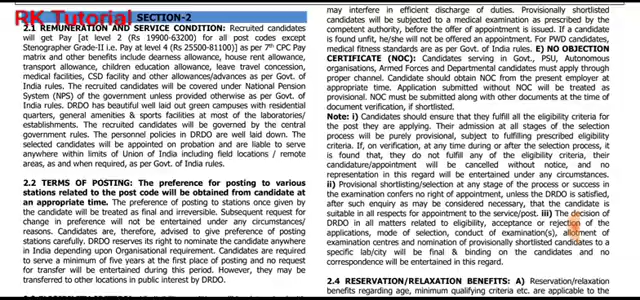 RK Tutorial
SECTION-2
2.1 REMUNERATION AND SERVICE CONDITION: Recruited candidates
will get Pay [at level 2 (Rs 19900-63200) for all post codes except
Stenographer Grade-II i.e. Pay at level 4 (Rs 25500-81100)] as per 7th CPC Pay
matrix and other benefits include dearness allowance, house rent allowance,
transport allowance, children education allowance, leave travel concession,
medical facilities, CSD facility and other allowances/advances as per Govt. of
India rules. The recruited candidates will be covered under National Pension
System (NPS) of the government unless provided otherwise as per Govt. of
India rules. DRDO has beautiful well laid out green campuses with residential
quarters, general amenities & sports facilities at most of the laboratories/
establishments. The recruited candidates will be governed by the central
government rules. The personnel policies in DRDO are well laid down. The
selected candidates will be appointed on probation and are liable to serve
anywhere within limits of Union of India including field locations / remote
areas, as and when required, as per Govt. of India rules.
2.2 TERMS OF POSTING: The preference for posting to various
stations related to the post code will be obtained from candidate at
an appropriate time. The preference of posting to stations once given by
the candidate will be treated as final and irreversible. Subsequent request for
change in preference will not be entertained under any circumstances/
reasons. Candidates are, therefore, advised to give preference of posting
stations carefully. DRDO reserves its right to nominate the candidate anywhere
in India depending upon Organisational requirement. Candidates are required
to serve a minimum of five years at the first place of posting and no request
for transfer will be entertained during this period. However, they may be
transferred to other locations in public interest by DRDO.
may interfere in efficient discharge of duties. Provisionally shortlisted
candidates will be subjected to a medical examination as prescribed by the
competent authority, before the offer of appointment is issued. If a candidate
is found unfit, he/she will not be offered an appointment. For PWD candidates,
medical fitness standards are as per Govt. of India rules. E) NO OBJECTION
CERTIFICATE (NOC): Candidates serving in Govt., PSU, Autonomous
organisations, Armed Forces and Departmental candidates must apply through
proper channel. Candidate should obtain NOC from the present employer at
appropriate time. Application submitted without NOC will be treated as
provisional. NOC must be submitted along with other documents at the time of
document verification, if shortlisted.
Note: i) Candidates should ensure that they fulfill all the eligibility criteria for
the post they are applying. Their admission at all stages of the selection
process will be purely provisional, subject to fulfilling prescribed eligibility
criteria. If, on verification, at any time during or after the selection process, it
is found that, they do not fulfill any of the eligibility criteria, their
candidature/appointment will be cancelled without notice, and no
representation in this regard will be entertained under any circumstances.
ii) Provisional shortlisting/selection at any stage of the process or success in
the examination confers no right of appointment, unless the DRDO is satisfied,
after such enquiry as may be considered necessary, that the candidate is
suitable in all respects for appointment to the service/post. iii) The decision of
DRDO in all matters related to eligibility, acceptance or rejection of the
applications, mode of selection, conduct of examination(s), allotment of
examination centres and nomination of provisionally shortlisted candidates to a
specific lab/city will be final & binding on the candidates and no
correspondence will be entertained in this regard.
2.4 RESERVATION/RELAXATION BENEFITS: A) Reservation/relaxation
benefits regarding age, minimum qualifying criteria etc. are applicable to the